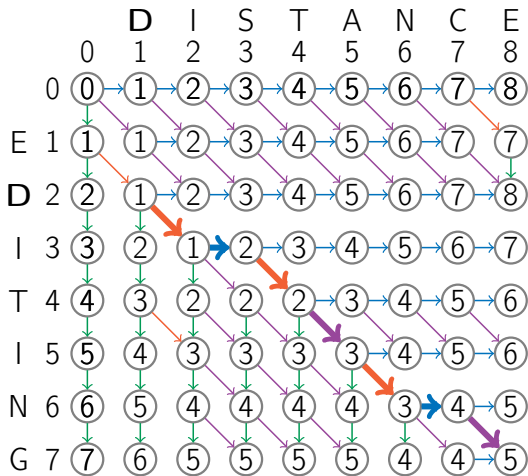 D I S T A N C E
0 1 2 3 4 5 6 7 8
0 0 1 2 3 4 5 6 7 8
E 1 1 1 2 3 4 5 6 7 7
D 2 2 1 2 3 4 5 6 7 8
I 3 3 2 1 2 3 4 5 6 7
T 4 4 3 2 2 2 3 4 5 6
I 5 5 4 3 3 3 3 4 5 6
N 6 6 5 4 4 4 4 3 4 5
G 7 7 6 5 5 5 5 4 4 5